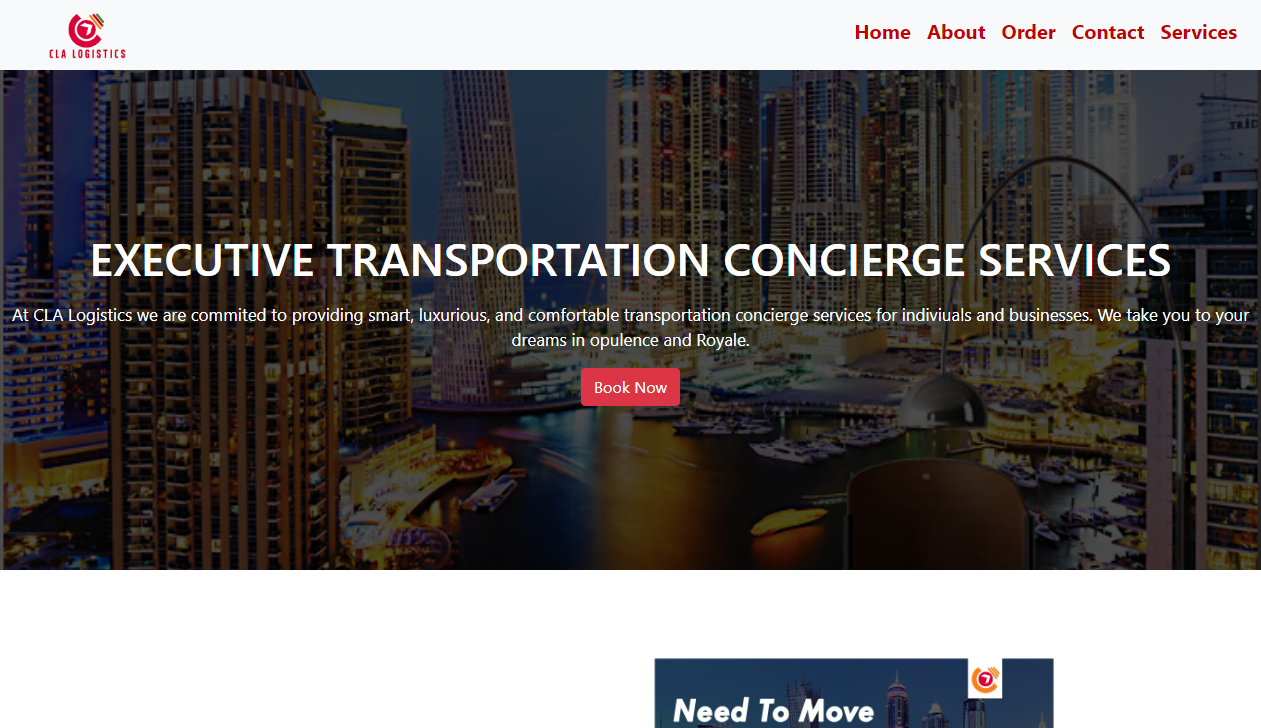 CLA LOGISTICS
Home About Order Contact Services
TRID
EXECUTIVE TRANSPORTATION CONCIERGE SERVICES
At CLA Logistics we are commited to providing smart, luxurious, and comfortable transportation concierge services for indiviuals and businesses. We take you to your
dreams in opulence and Royale.
Book Now
Need To Move